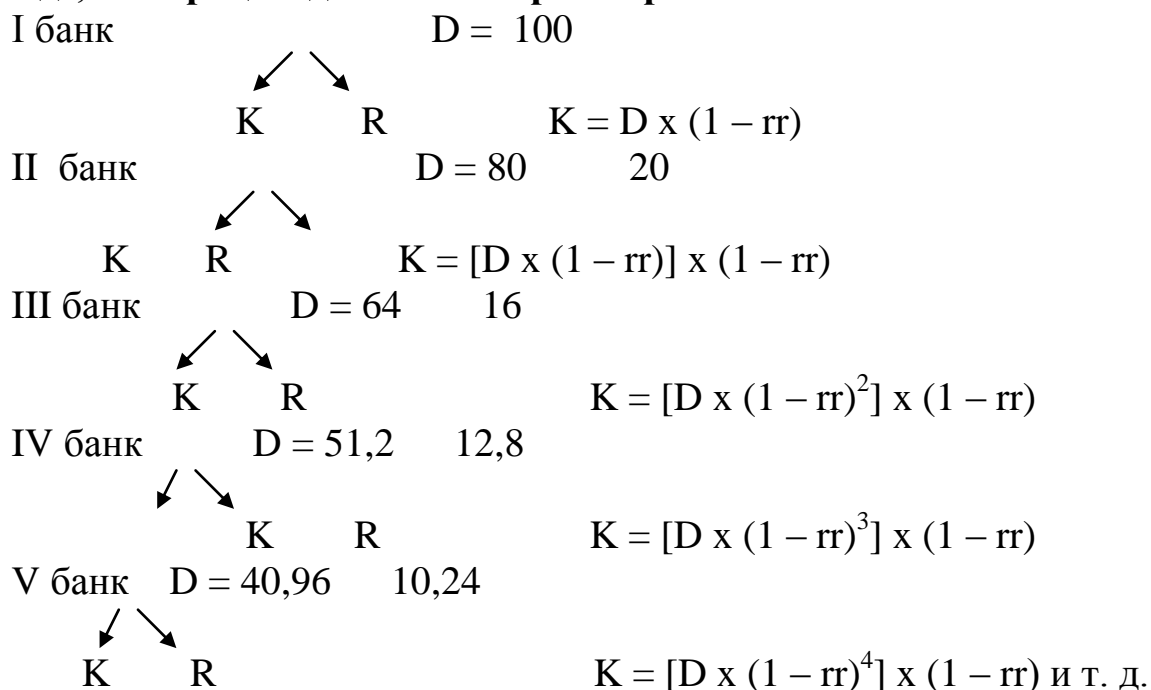 I банк D = 100
K R K = D x (1 – rr)
II банк D = 80 20
K R K = [D x (1 – rr)] x (1 – rr)
III банк D = 64 16
K R K = [D x (1 – rr)²] x (1 – rr)
IV банк D = 51,2 12,8
K R K = [D x (1 – rr)³] x (1 – rr)
V банк D = 40,96 10,24
K R K = [D x (1 – rr)⁴] x (1 – rr) и т. д.